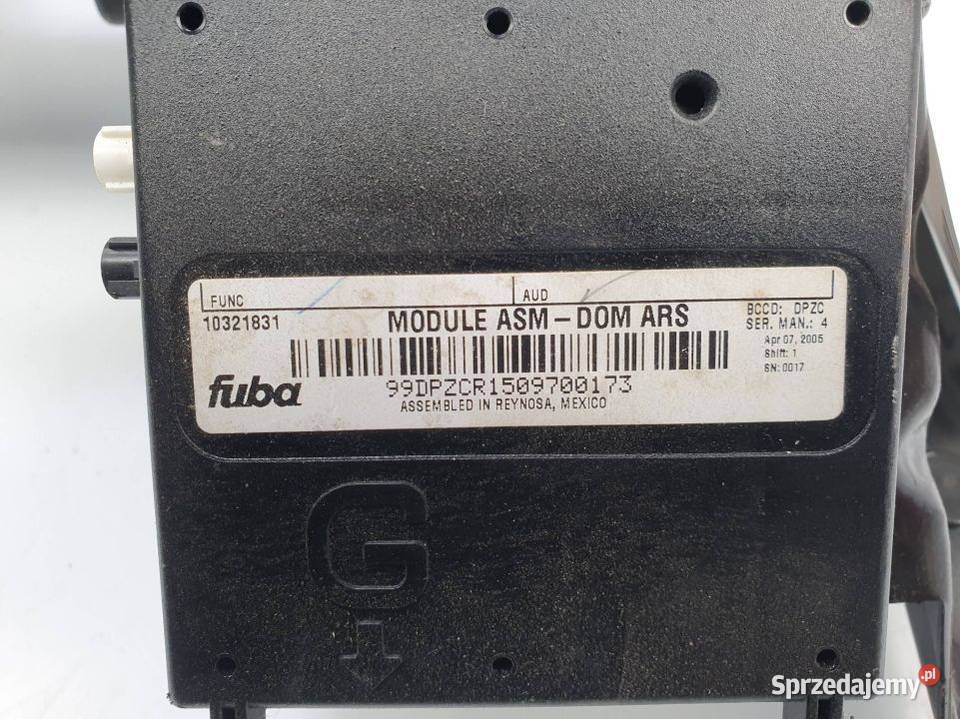 FUNC
AUD
10321831
MODULE ASM-DOM ARS
BCCD: DPZC
SER. MAN.: 4
Apr 07, 2005
Shift: 1
SN: 0017
fuba
99DPZCR1509700173
ASSEMBLED IN REYNOSA, MEXICO
G
Sprzedajemy.pl